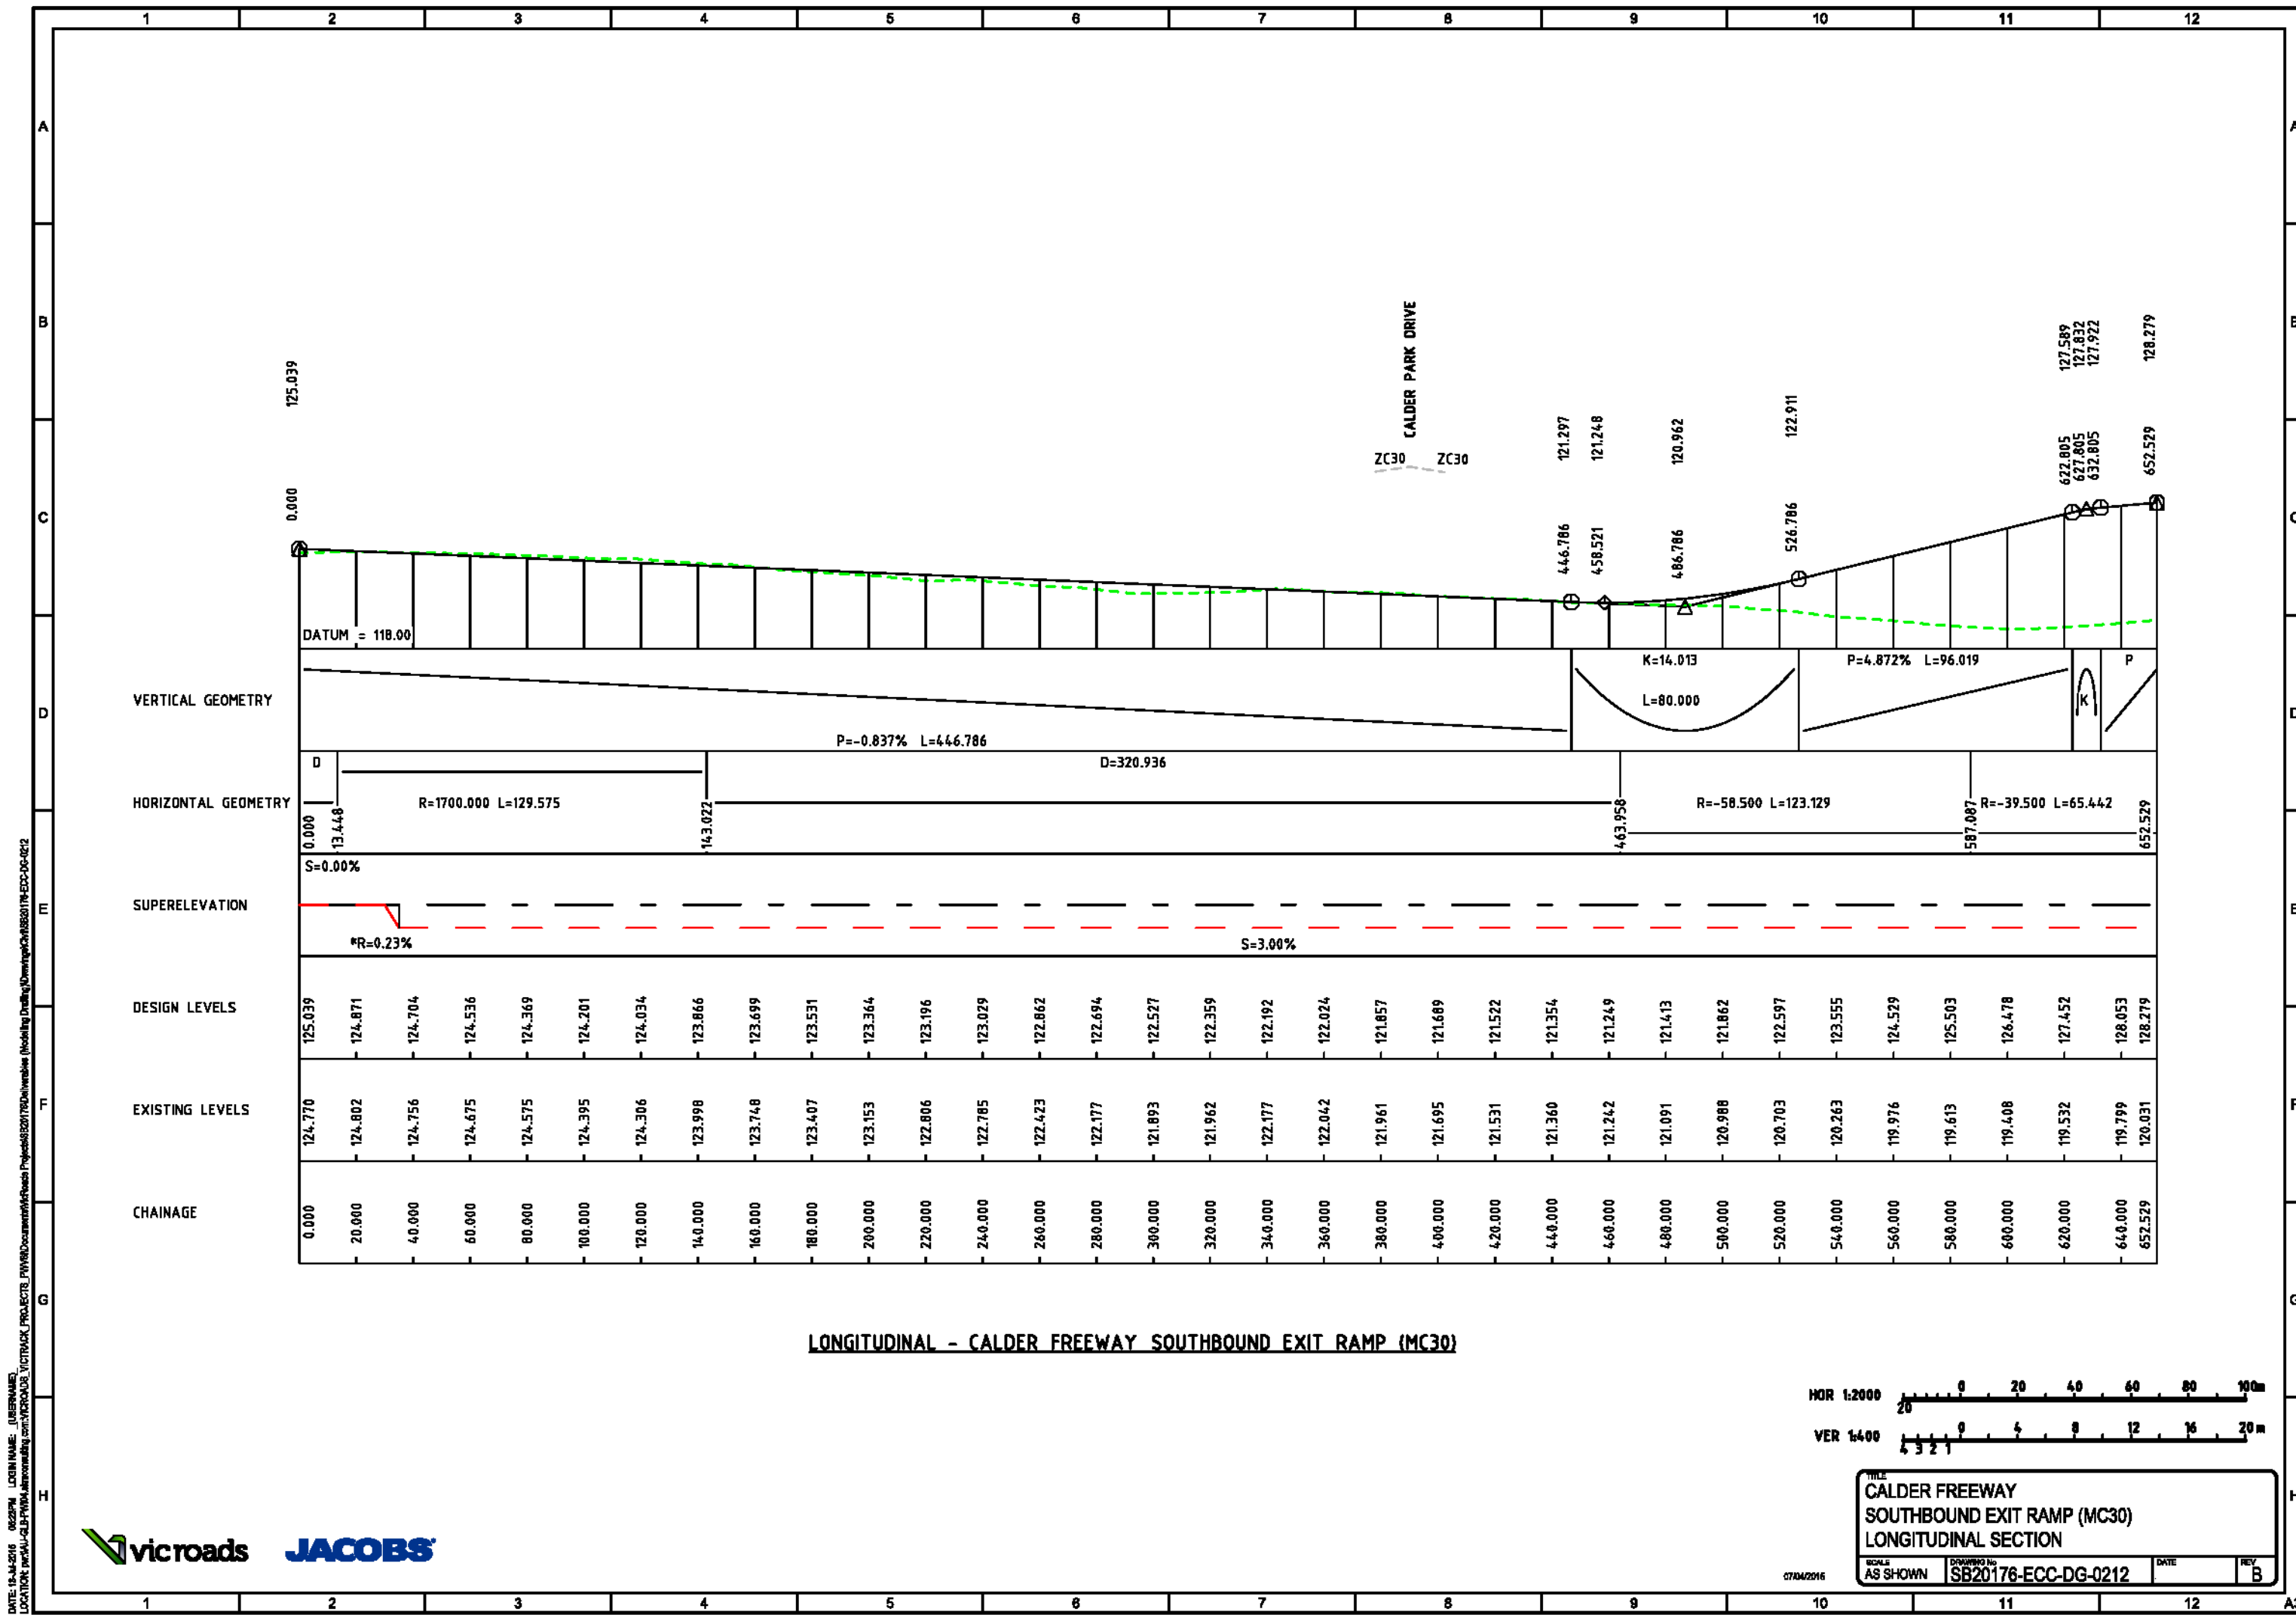 1 2 3 4 5 6 7 8 9 10 11 12
A
B
C
D
E
F
G
H
125.039
0.000
CALDER PARK DRIVE
ZC30 ZC30
121.297 121.248 120.962 122.911 127.589 127.832 127.922 128.279
446.786 458.521 486.786 526.786 622.805 627.805 632.805 652.529
DATUM = 118.00
VERTICAL GEOMETRY
P=-0.837% L=446.786
K=14.013
L=80.000
P=4.872% L=96.019
K
P
HORIZONTAL GEOMETRY
D
R=1700.000 L=129.575
D=320.936
R=-58.500 L=123.129
R=-39.500 L=65.442
0.000 13.448 143.022 463.958 587.087 652.529
SUPERELEVATION
S=0.00%
*R=0.23%
S=3.00%
DESIGN LEVELS
125.039 124.871 124.704 124.536 124.369 124.201 124.034 123.866 123.699 123.531 123.364 123.196 123.029 122.862 122.694 122.527 122.359 122.192 122.024 121.857 121.689 121.522 121.354 121.249 121.413 121.862 122.597 123.555 124.529 125.503 126.478 127.452 128.053 128.279
EXISTING LEVELS
124.770 124.802 124.756 124.675 124.575 124.395 124.306 123.998 123.748 123.407 123.153 122.806 122.785 122.423 122.177 121.893 121.962 122.177 122.042 121.961 121.695 121.531 121.360 121.242 121.091 120.988 120.703 120.263 119.976 119.613 119.408 119.532 119.799 120.031
CHAINAGE
0.000 20.000 40.000 60.000 80.000 100.000 120.000 140.000 160.000 180.000 200.000 220.000 240.000 260.000 280.000 300.000 320.000 340.000 360.000 380.000 400.000 420.000 440.000 460.000 480.000 500.000 520.000 540.000 560.000 580.000 600.000 620.000 640.000 652.529
LONGITUDINAL - CALDER FREEWAY SOUTHBOUND EXIT RAMP (MC30)
HOR 1:2000
20 0 20 40 60 80 100m
VER 1:400
4 3 2 1 0 4 8 12 16 20 m
TITLE
CALDER FREEWAY
SOUTHBOUND EXIT RAMP (MC30)
LONGITUDINAL SECTION
SCALE
AS SHOWN
DRAWING No
SB20176-ECC-DG-0212
DATE
REV
B
07/04/2016
vicroads
JACOBS
1 2 3 4 5 6 7 8 9 10 11 12